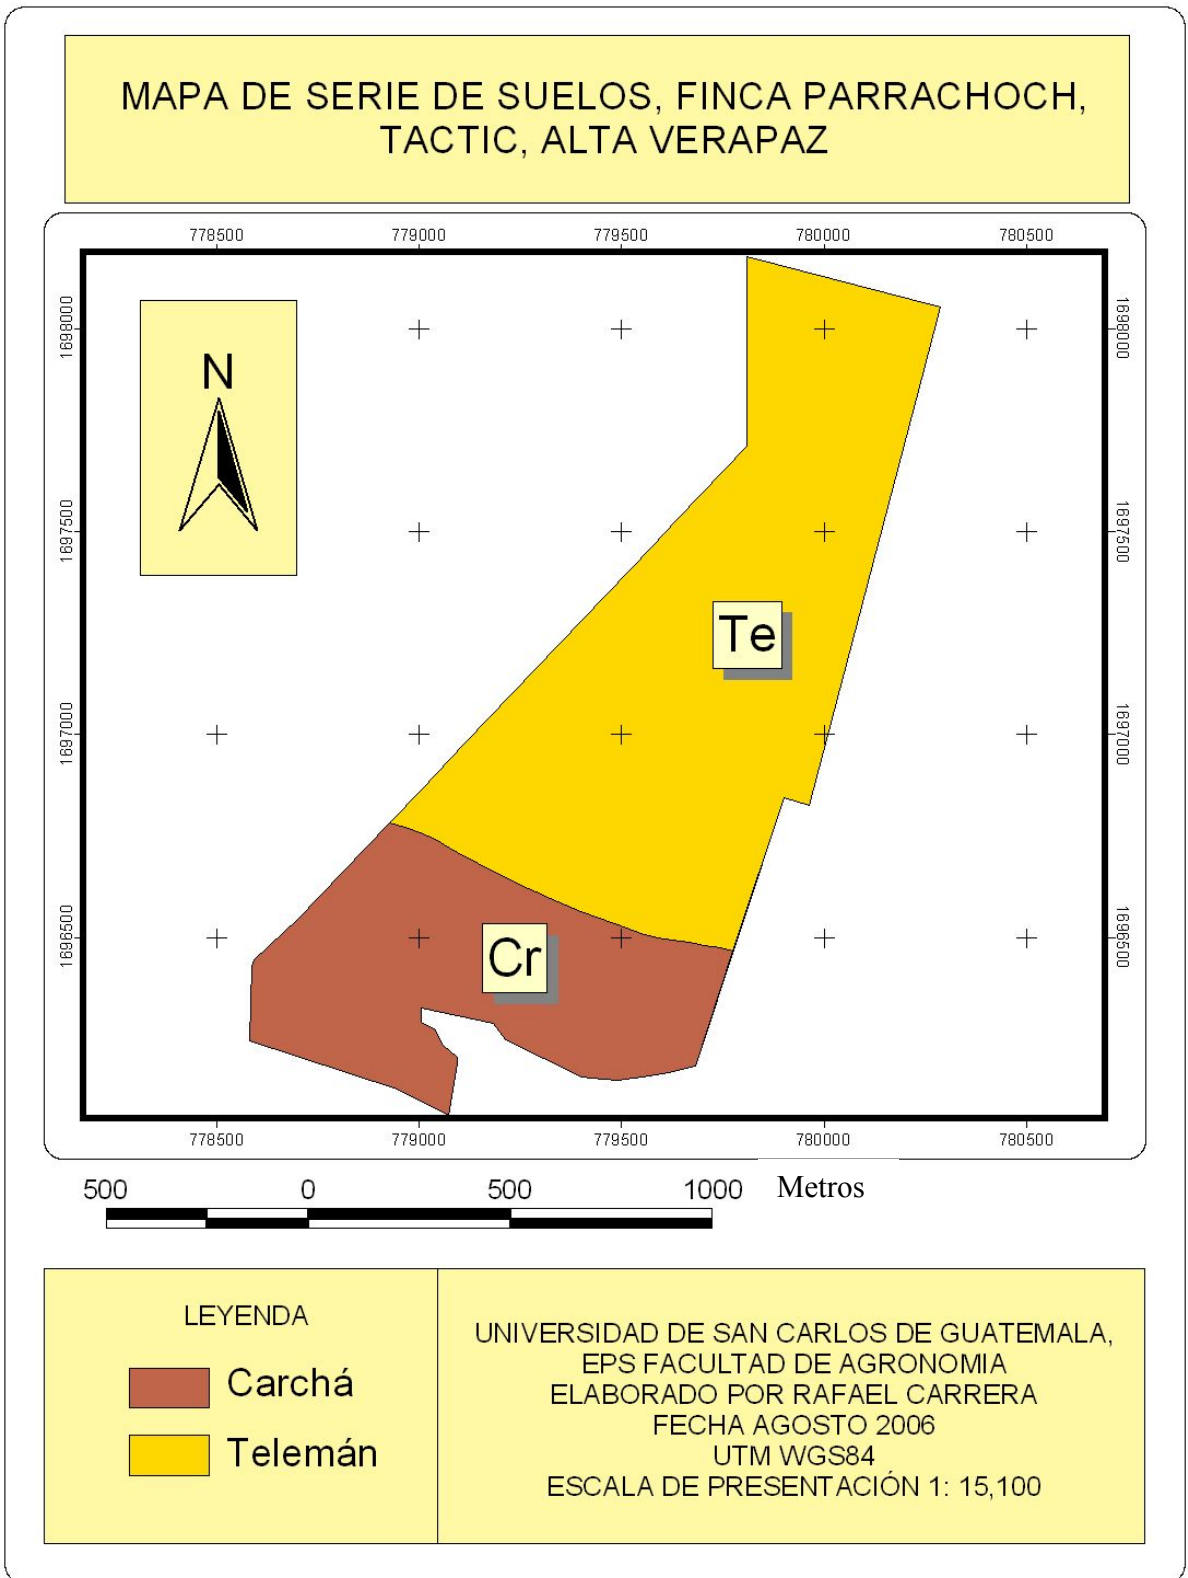 MAPA DE SERIE DE SUELOS, FINCA PARRACHOCH,
TACTIC, ALTA VERAPAZ
778500 779000 779500 780000 780500
1698000 1698000
N
1697500 1697500
Te
1697000 1697000
1696500 1696500
Cr
778500 779000 779500 780000 780500
500 0 500 1000 Metros
LEYENDA
Carchá
Telemán
UNIVERSIDAD DE SAN CARLOS DE GUATEMALA,
EPS FACULTAD DE AGRONOMIA
ELABORADO POR RAFAEL CARRERA
FECHA AGOSTO 2006
UTM WGS84
ESCALA DE PRESENTACIÓN 1: 15,100